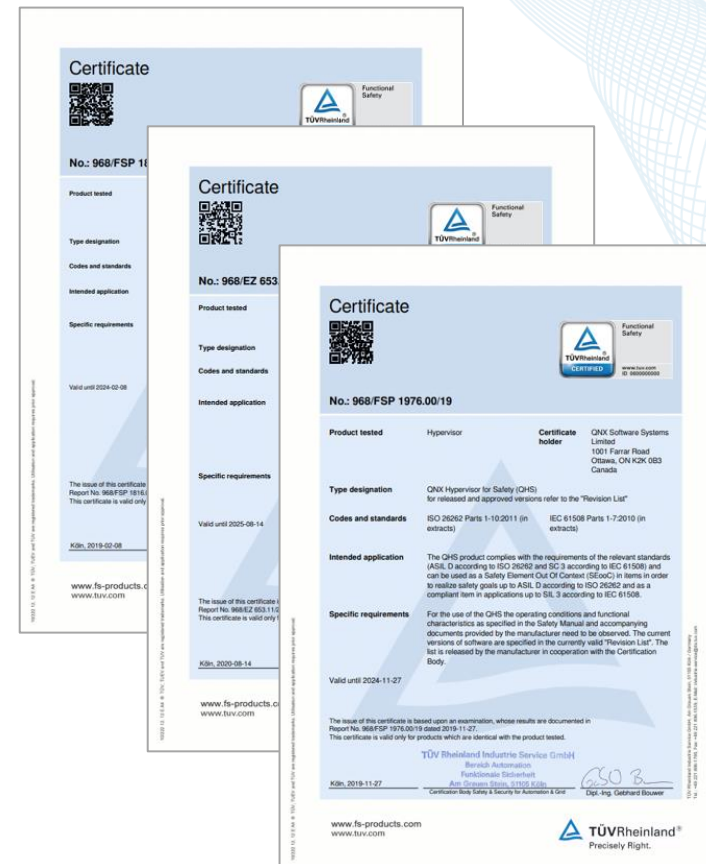 Certificate
TÜVRheinland
Functional
Safety
No.: 968/FSP 18
Product tested
Type designation
Codes and standards
Intended application
Specific requirements
Valid until 2024-02-08
The issue of this certificate
Report No. 968/FSP 1816.
This certificate is valid only
Köln, 2019-02-08
www.fs-products.c
www.tuv.com
Certificate
TÜVRheinland
Functional
Safety
No.: 968/EZ 653
Product tested
Type designation
Codes and standards
Intended application
Specific requirements
Valid until 2025-08-14
The issue of this certificate
Report No. 968/EZ 653.11/2
This certificate is valid only
Köln, 2020-08-14
www.fs-products.c
www.tuv.com
Certificate
TÜVRheinland
CERTIFIED
Functional
Safety
www.tuv.com
ID 0600000000
No.: 968/FSP 1976.00/19
Product tested
Hypervisor
Certificate
holder
QNX Software Systems
Limited
1001 Farrar Road
Ottawa, ON K2K 0B3
Canada
Type designation
QNX Hypervisor for Safety (QHS)
for released and approved versions refer to the "Revision List"
Codes and standards
ISO 26262 Parts 1-10:2011 (in
extracts)
IEC 61508 Parts 1-7:2010 (in
extracts)
Intended application
The QHS product complies with the requirements of the relevant standards
(ASIL D according to ISO 26262 and SC 3 according to IEC 61508) and
can be used as a Safety Element Out Of Context (SEooC) in items in order
to realize safety goals up to ASIL D according to ISO 26262 and as a
compliant item in applications up to SIL 3 according to IEC 61508.
Specific requirements
For the use of the QHS the operating conditions and functional
characteristics as specified in the Safety Manual and accompanying
documents provided by the manufacturer need to be observed. The current
versions of software are specified in the currently valid "Revision List". The
list is released by the manufacturer in cooperation with the Certification
Body.
Valid until 2024-11-27
The issue of this certificate is based upon an examination, whose results are documented in
Report No. 968/FSP 1976.00/19 dated 2019-11-27.
This certificate is valid only for products which are identical with the product tested.
TÜV Rheinland Industrie Service GmbH
Bereich Automation
Funktionale Sicherheit
Am Grauen Stein, 51105 Köln
Köln, 2019-11-27
Certification Body Safety & Security for Automation & Grid
Dipl.-Ing. Gebhard Bouwer
www.fs-products.com
www.tuv.com
TÜVRheinland®
Precisely Right.